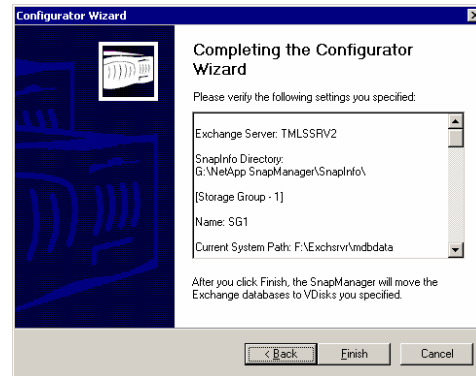 Configurator Wizard
Completing the Configurator
Wizard
Please verify the following settings you specified:
Exchange Server: TMLSSRV2
SnapInfo Directory:
G:\NetApp SnapManager\SnapInfo\
[Storage Group - 1]
Name: SG1
Current System Path: F:\Exchsrvr\mdbdata
After you click Finish, the SnapManager will move the
Exchange databases to VDisks you specified.
< Back Finish Cancel